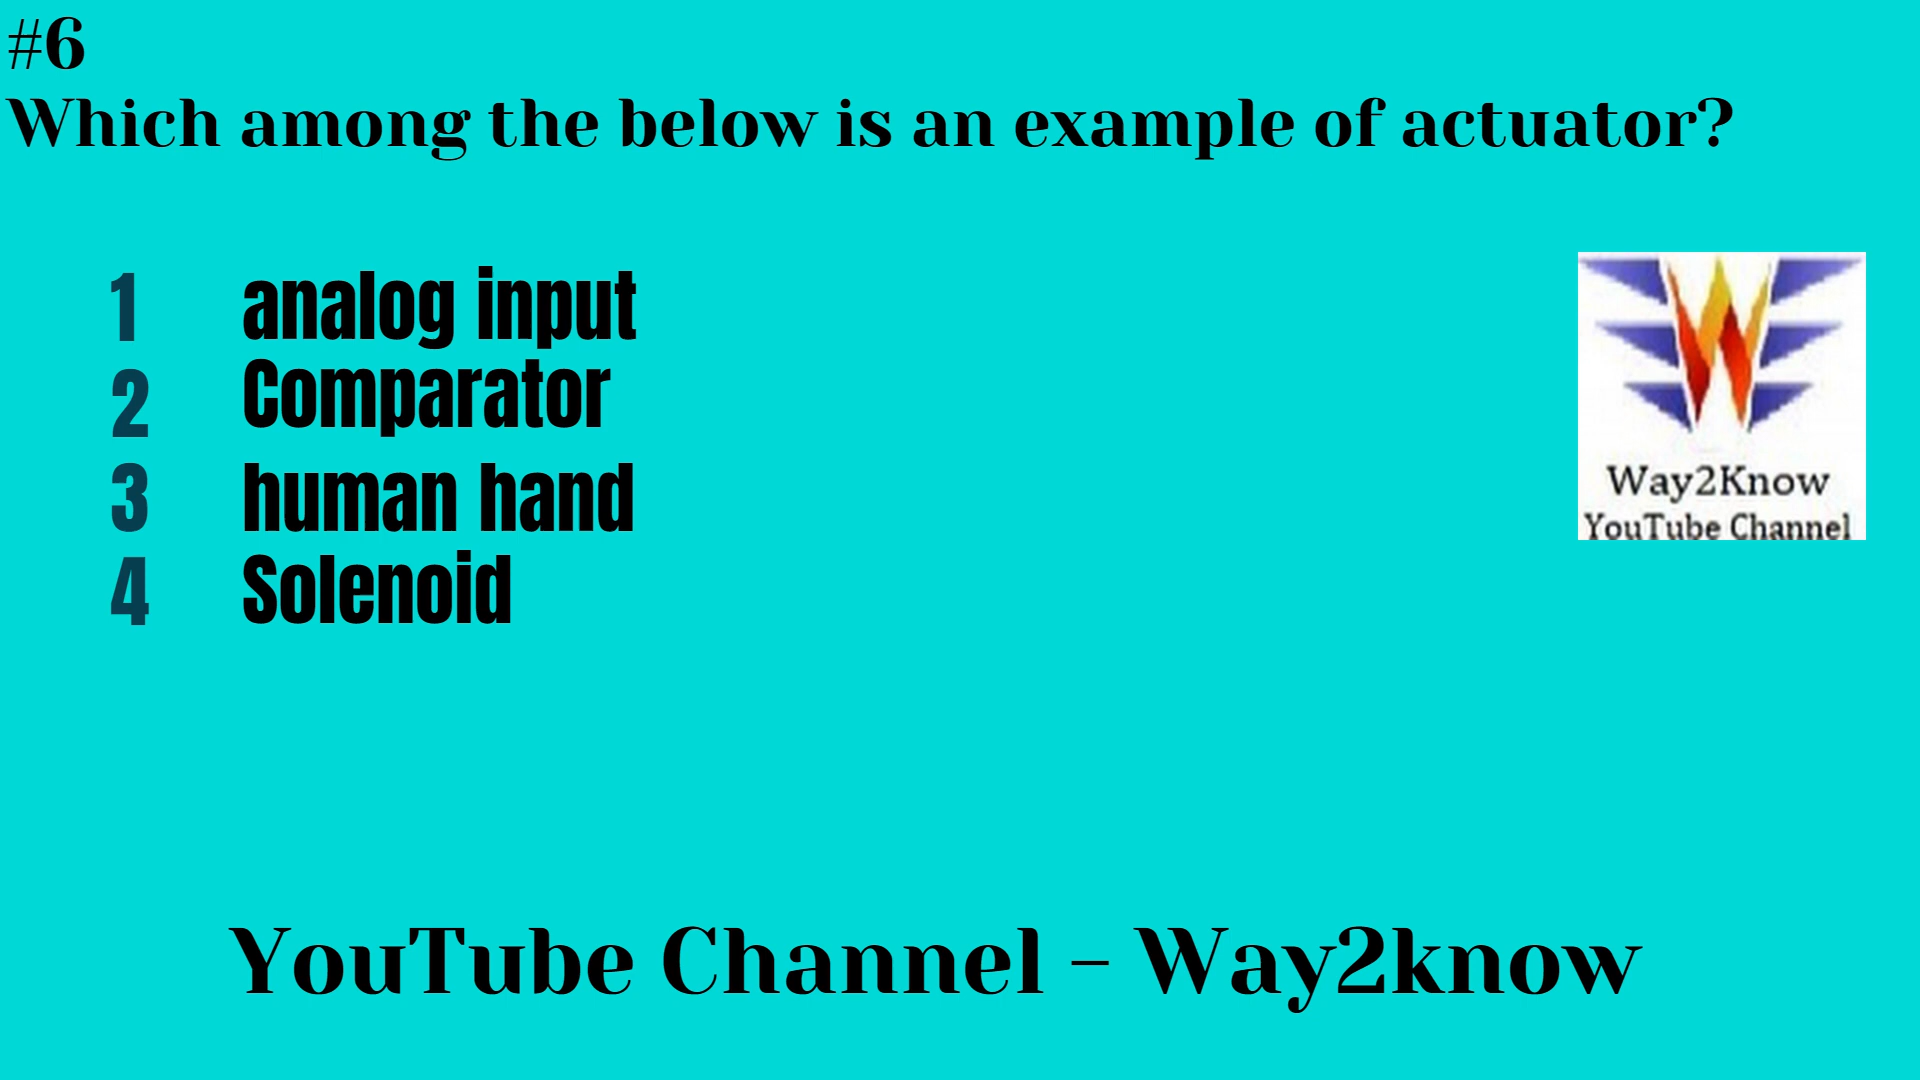 #6
Which among the below is an example of actuator?
1 analog input
2 Comparator
3 human hand
4 Solenoid
Way2Know
YouTube Channel
YouTube Channel - Way2know